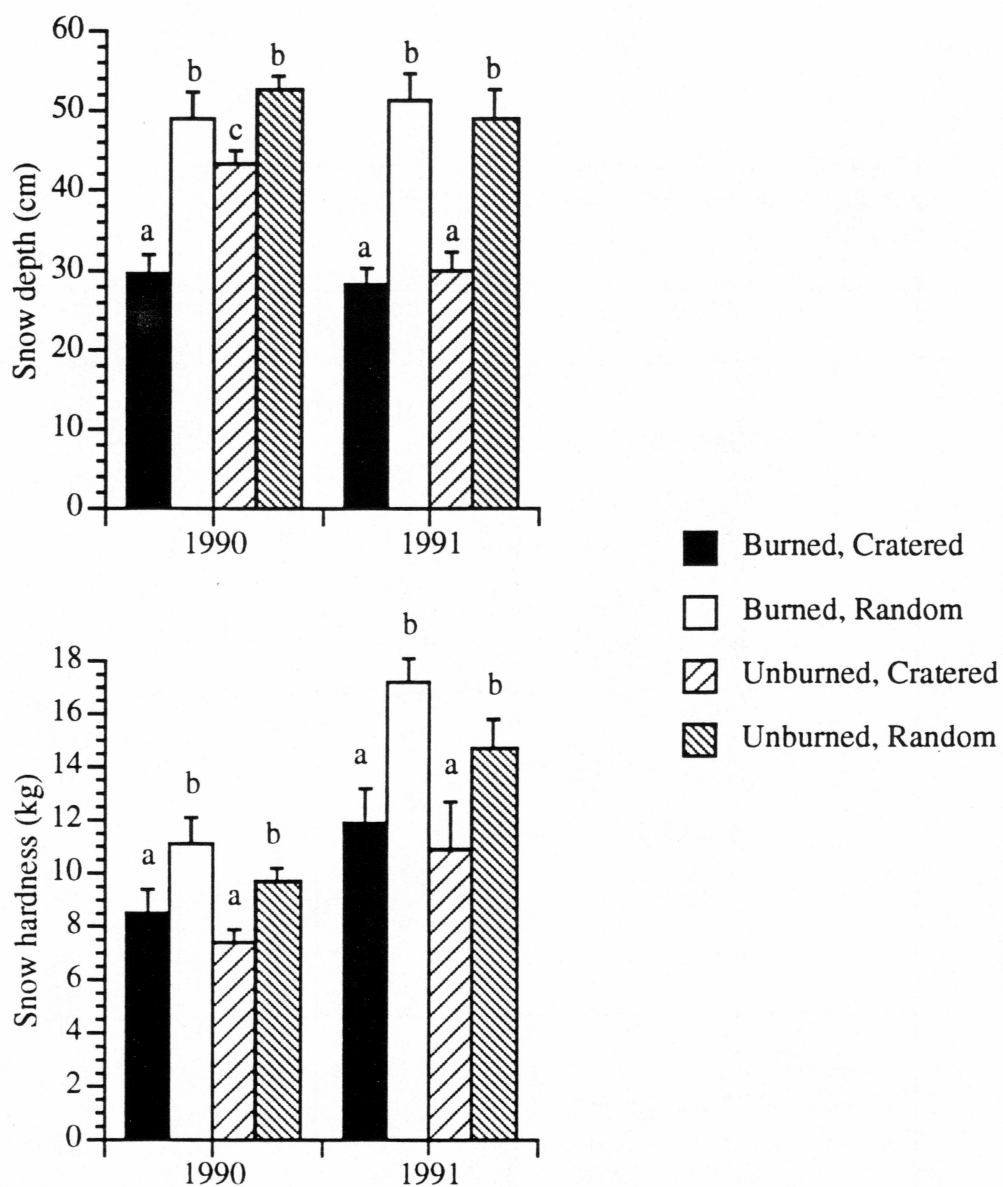 60
50
40
30
20
10
0
Snow depth (cm)
a
b
c
b
a
b
a
b
1990
1991
Burned, Cratered
Burned, Random
Unburned, Cratered
Unburned, Random
18
16
14
12
10
8
6
4
2
0
Snow hardness (kg)
a
b
a
b
a
b
a
b
1990
1991